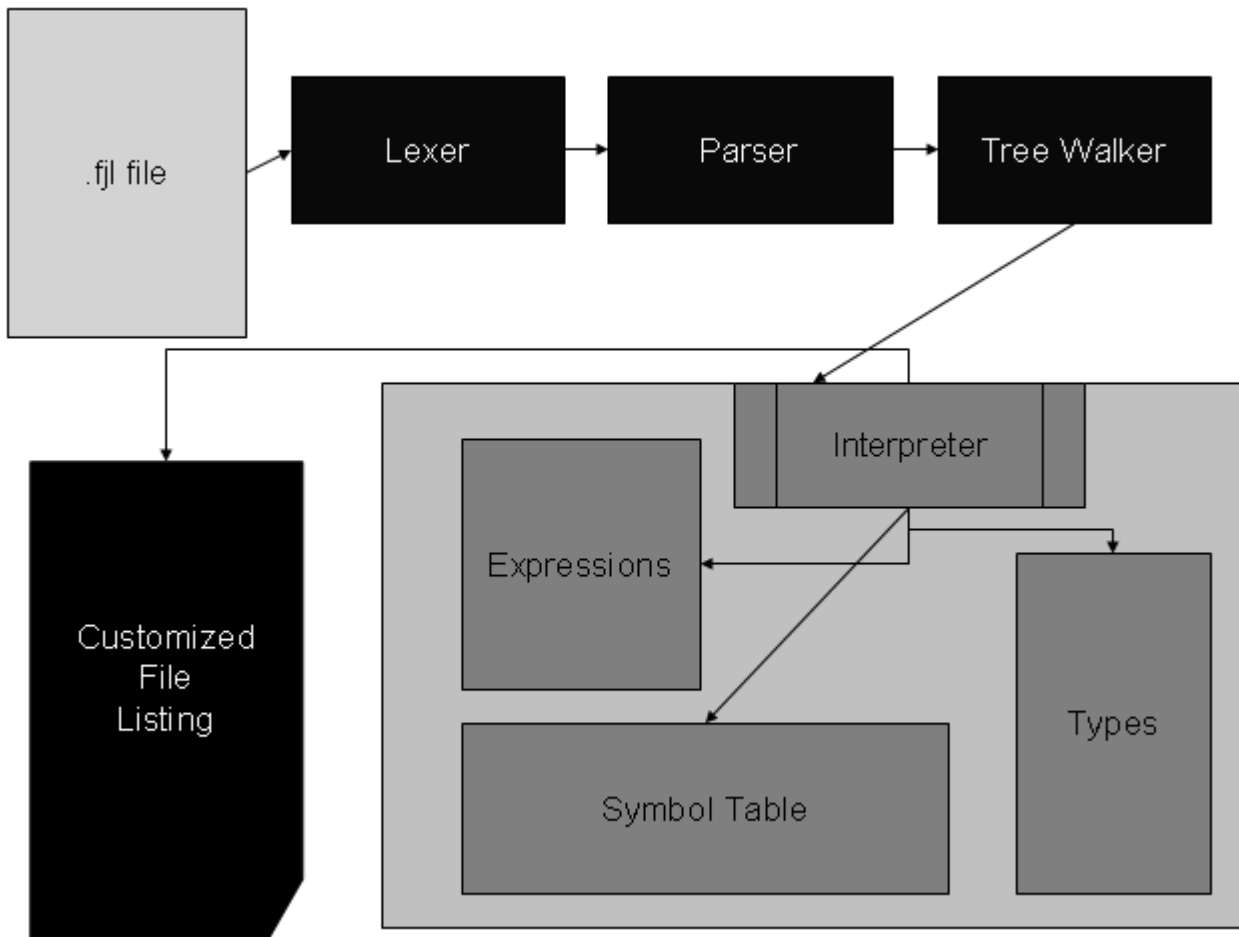 .fjl file
Lexer
Parser
Tree Walker
Interpreter
Expressions
Customized
File
Listing
Types
Symbol Table